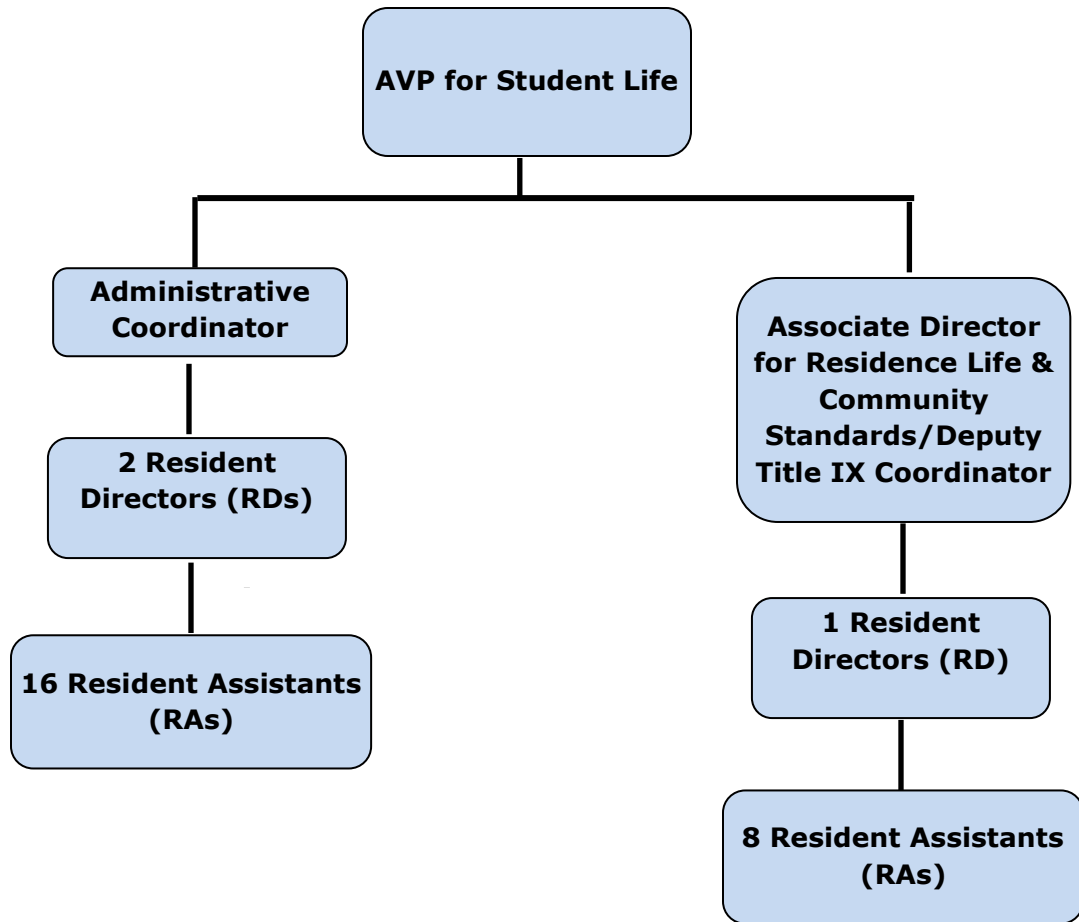 AVP for Student Life
Administrative
Coordinator
2 Resident
Directors (RDs)
16 Resident Assistants
(RAs)
Associate Director
for Residence Life &
Community
Standards/Deputy
Title IX Coordinator
1 Resident
Directors (RD)
8 Resident Assistants
(RAs)